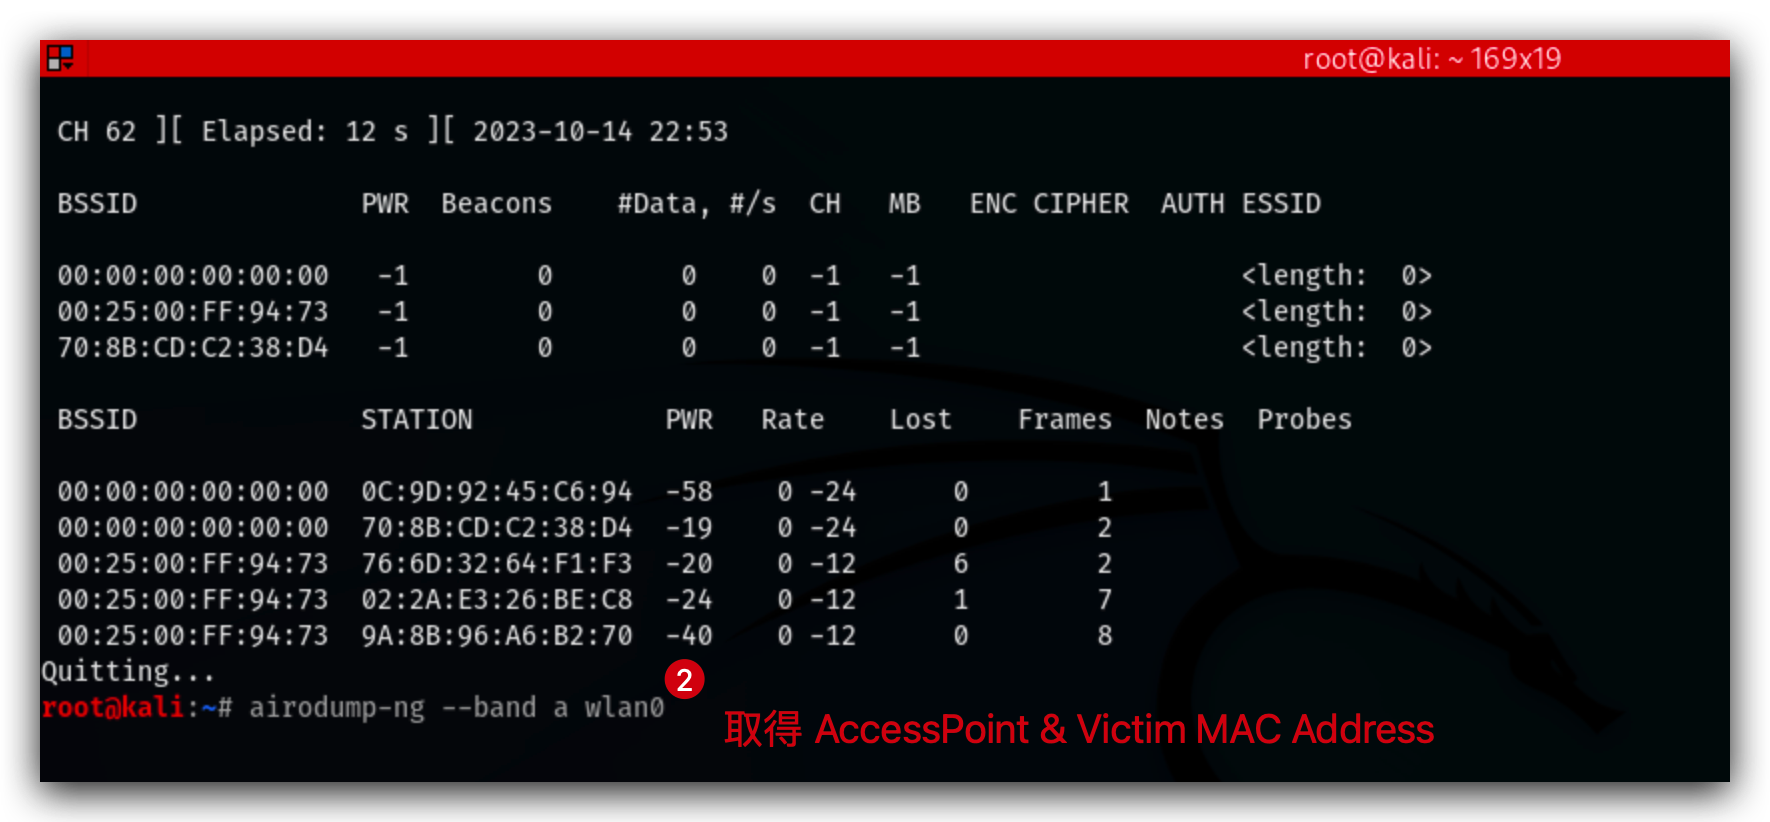 root@kali: ~ 169x19
CH 62 ][ Elapsed: 12 s ][ 2023-10-14 22:53
BSSID PWR Beacons #Data, #/s CH MB ENC CIPHER AUTH ESSID
00:00:00:00:00:00 -1 0 0 0 -1 -1 <length: 0>
00:25:00:FF:94:73 -1 0 0 0 -1 -1 <length: 0>
70:8B:CD:C2:38:D4 -1 0 0 0 -1 -1 <length: 0>
BSSID STATION PWR Rate Lost Frames Notes Probes
00:00:00:00:00:00 0C:9D:92:45:C6:94 -58 0 -24 0 1
00:00:00:00:00:00 70:8B:CD:C2:38:D4 -19 0 -24 0 2
00:25:00:FF:94:73 76:6D:32:64:F1:F3 -20 0 -12 6 2
00:25:00:FF:94:73 02:2A:E3:26:BE:C8 -24 0 -12 1 7
00:25:00:FF:94:73 9A:8B:96:A6:B2:70 -40 0 -12 0 8
Quitting...
2
root@kali:~# airodump-ng --band a wlan0
取得 AccessPoint & Victim MAC Address